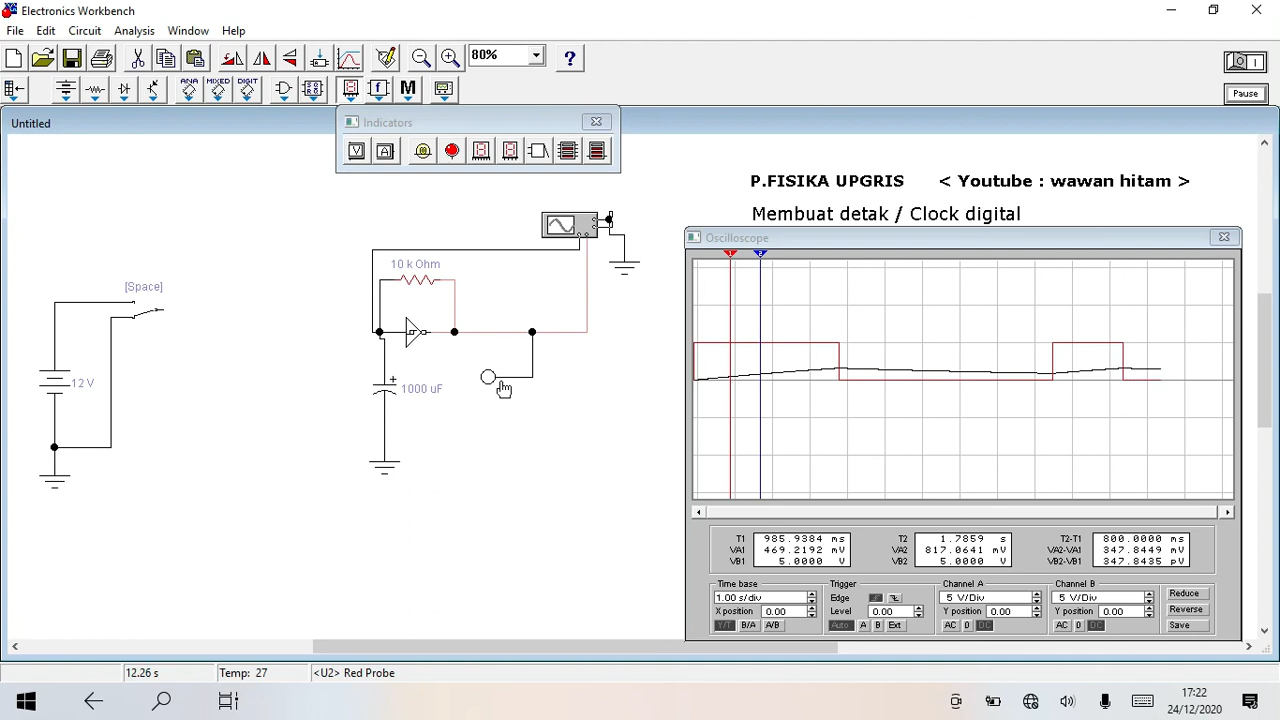 Electronics Workbench
File Edit Circuit Analysis Window Help
80%
?
I
ANA MIXED DIGIT
f
M
Pause
Untitled
Indicators
V A
P.FISIKA UPGRIS < Youtube : wawan hitam >
Membuat detak / Clock digital
Oscilloscope
1 2
10 k Ohm
[Space]
12 V
+
1000 uF
T1 985.9384 ms T2 1.7859 s T2-T1 800.0000 ms
VA1 469.2192 mV VA2 817.0641 mV VA2-VA1 347.8449 mV
VB1 5.0000 V VB2 5.0000 V VB2-VB1 347.8435 pV
Time base Trigger Channel A Channel B Reduce
1.00 s/div Edge 5 V/Div 5 V/Div
X position 0.00 Level 0.00 Y position 0.00 Y position 0.00 Reverse
Y/T B/A A/B Auto A B Ext AC 0 DC AC 0 DC Save
12.26 s Temp: 27 <U2> Red Probe
17:22
24/12/2020